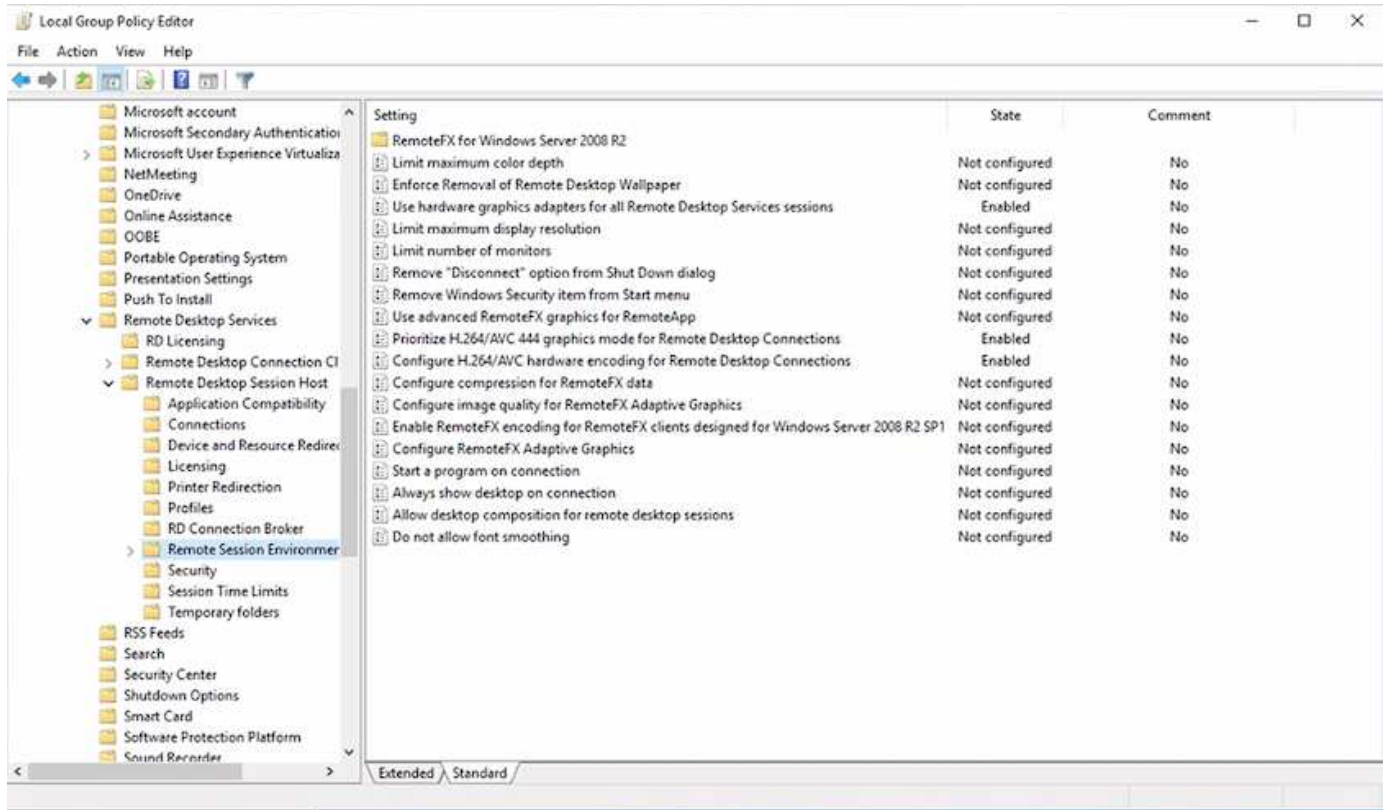 Local Group Policy Editor
File Action View Help
Microsoft account
Microsoft Secondary Authentication
Microsoft User Experience Virtualiza
NetMeeting
OneDrive
Online Assistance
OOBE
Portable Operating System
Presentation Settings
Push To Install
Remote Desktop Services
RD Licensing
Remote Desktop Connection Cl
Remote Desktop Session Host
Application Compatibility
Connections
Device and Resource Redirec
Licensing
Printer Redirection
Profiles
RD Connection Broker
Remote Session Environmen
Security
Session Time Limits
Temporary folders
RSS Feeds
Search
Security Center
Shutdown Options
Smart Card
Software Protection Platform
Sound Recorder
Setting State Comment
RemoteFX for Windows Server 2008 R2
Limit maximum color depth Not configured No
Enforce Removal of Remote Desktop Wallpaper Not configured No
Use hardware graphics adapters for all Remote Desktop Services sessions Enabled No
Limit maximum display resolution Not configured No
Limit number of monitors Not configured No
Remove "Disconnect" option from Shut Down dialog Not configured No
Remove Windows Security item from Start menu Not configured No
Use advanced RemoteFX graphics for RemoteApp Not configured No
Prioritize H.264/AVC 444 graphics mode for Remote Desktop Connections Enabled No
Configure H.264/AVC hardware encoding for Remote Desktop Connections Enabled No
Configure compression for RemoteFX data Not configured No
Configure image quality for RemoteFX Adaptive Graphics Not configured No
Enable RemoteFX encoding for RemoteFX clients designed for Windows Server 2008 R2 SP1 Not configured No
Configure RemoteFX Adaptive Graphics Not configured No
Start a program on connection Not configured No
Always show desktop on connection Not configured No
Allow desktop composition for remote desktop sessions Not configured No
Do not allow font smoothing Not configured No
Extended Standard